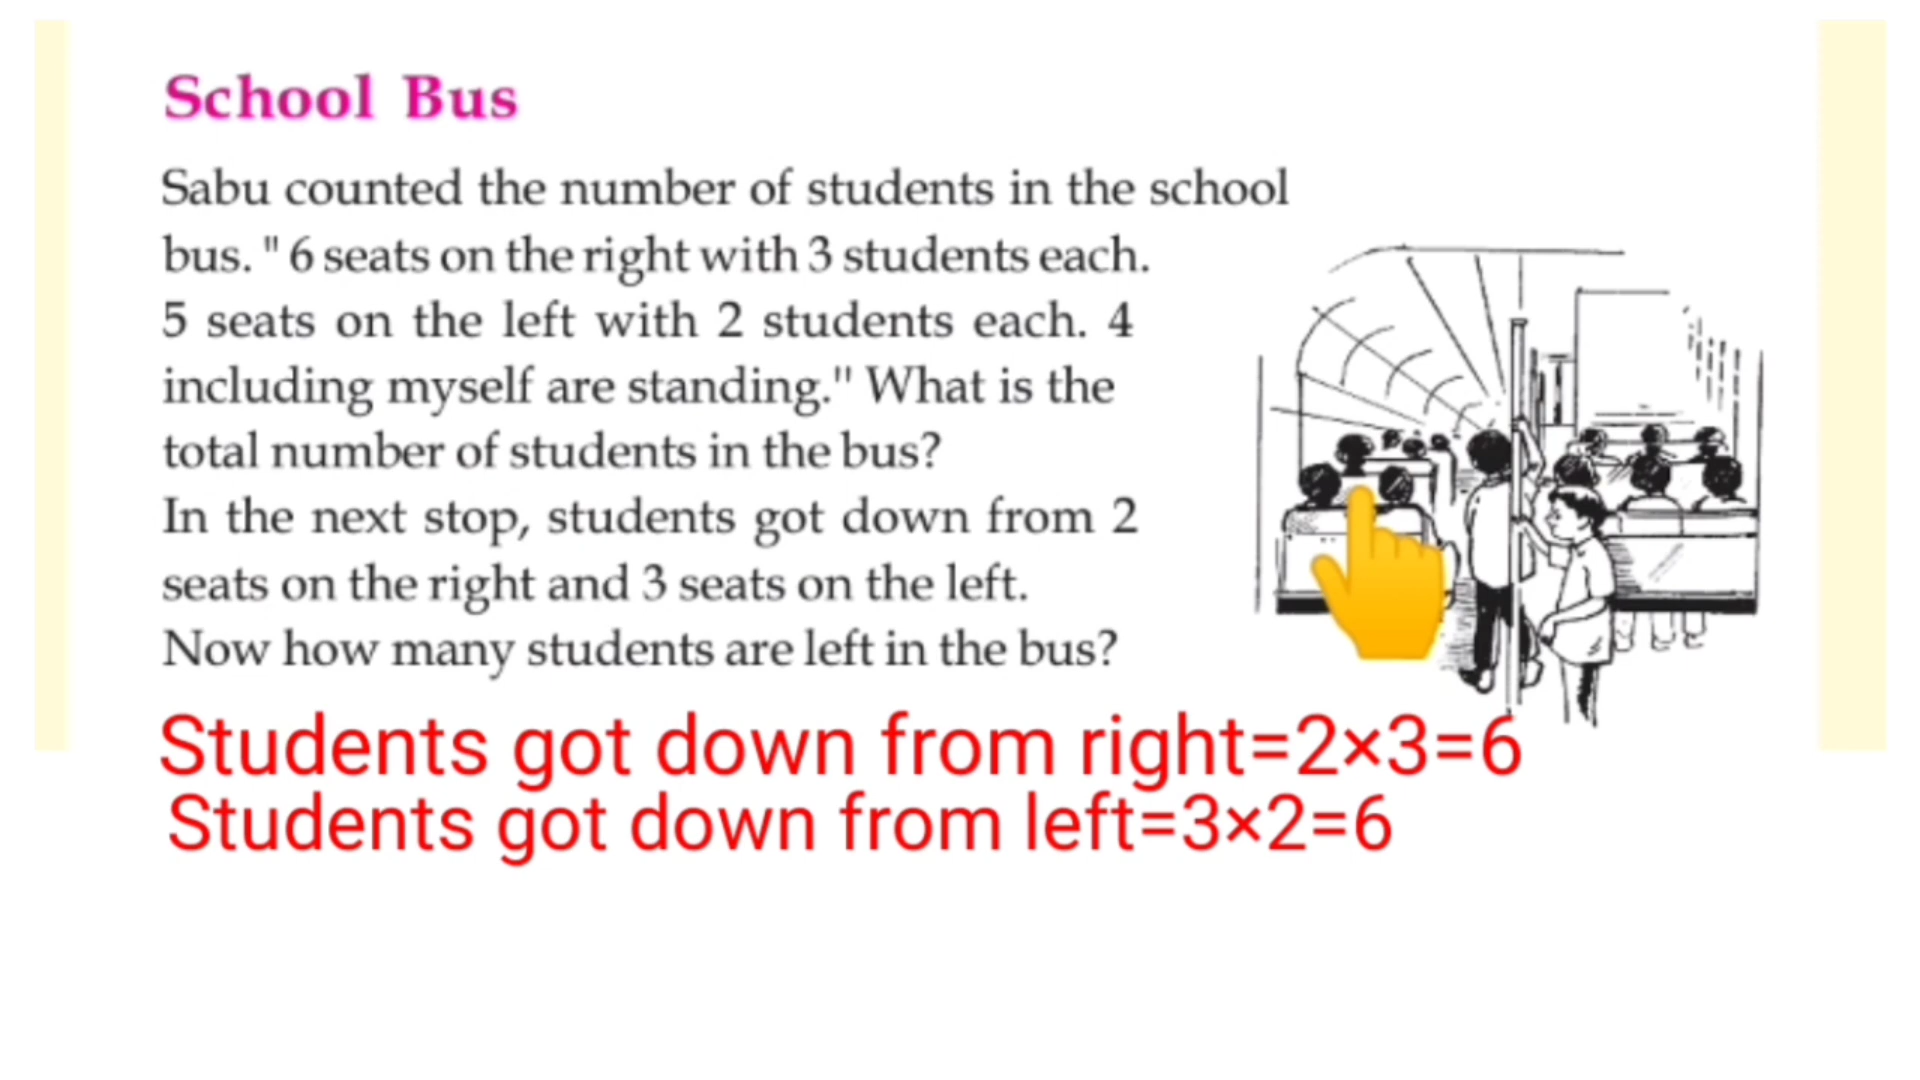 School Bus
Sabu counted the number of students in the school
bus. " 6 seats on the right with 3 students each.
5 seats on the left with 2 students each. 4
including myself are standing." What is the
total number of students in the bus?
In the next stop, students got down from 2
seats on the right and 3 seats on the left.
Now how many students are left in the bus?
Students got down from right=2×3=6
Students got down from left=3×2=6